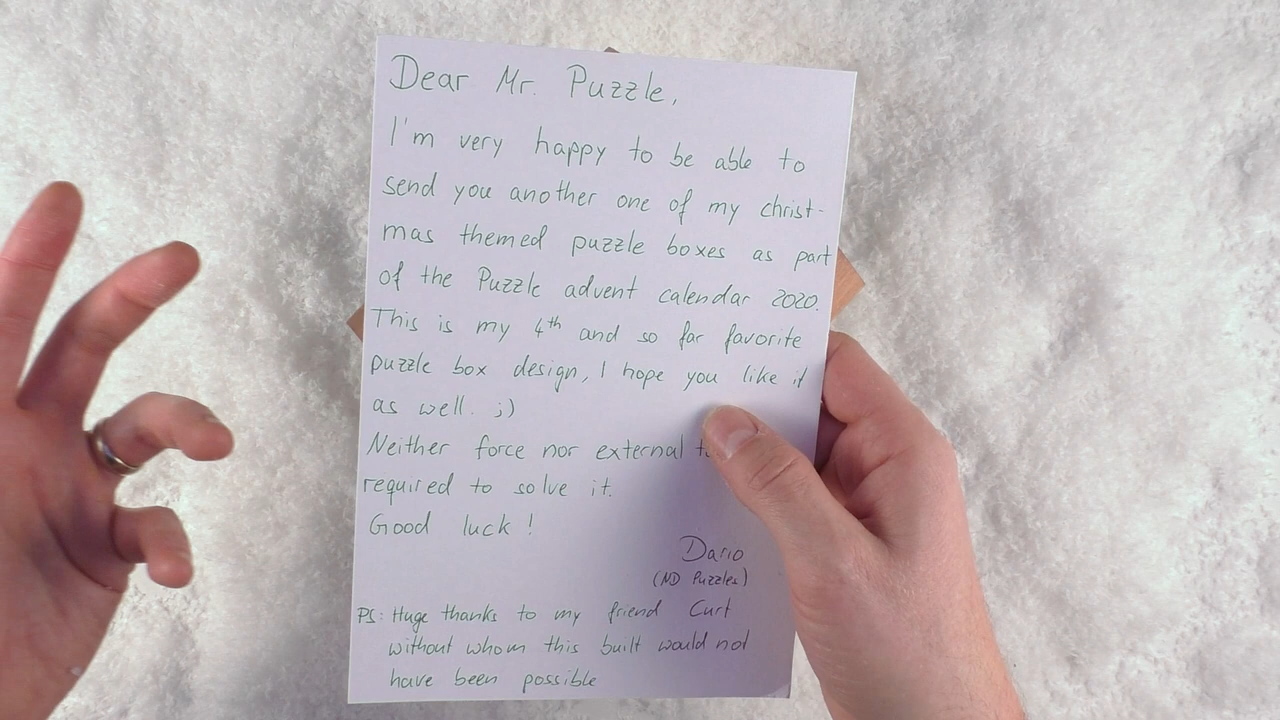 Dear Mr. Puzzle,
I'm very happy to be able to
send you another one of my christ-
mas themed puzzle boxes as part
of the Puzzle advent calendar 2020.
This is my 4th and so far favorite
puzzle box design, I hope you like it
as well. ;)
Neither force nor external
required to solve it.
Good luck!
Dario
(ND Puzzles)
PS: Huge thanks to my friend Curt
without whom this built would not
have been possible